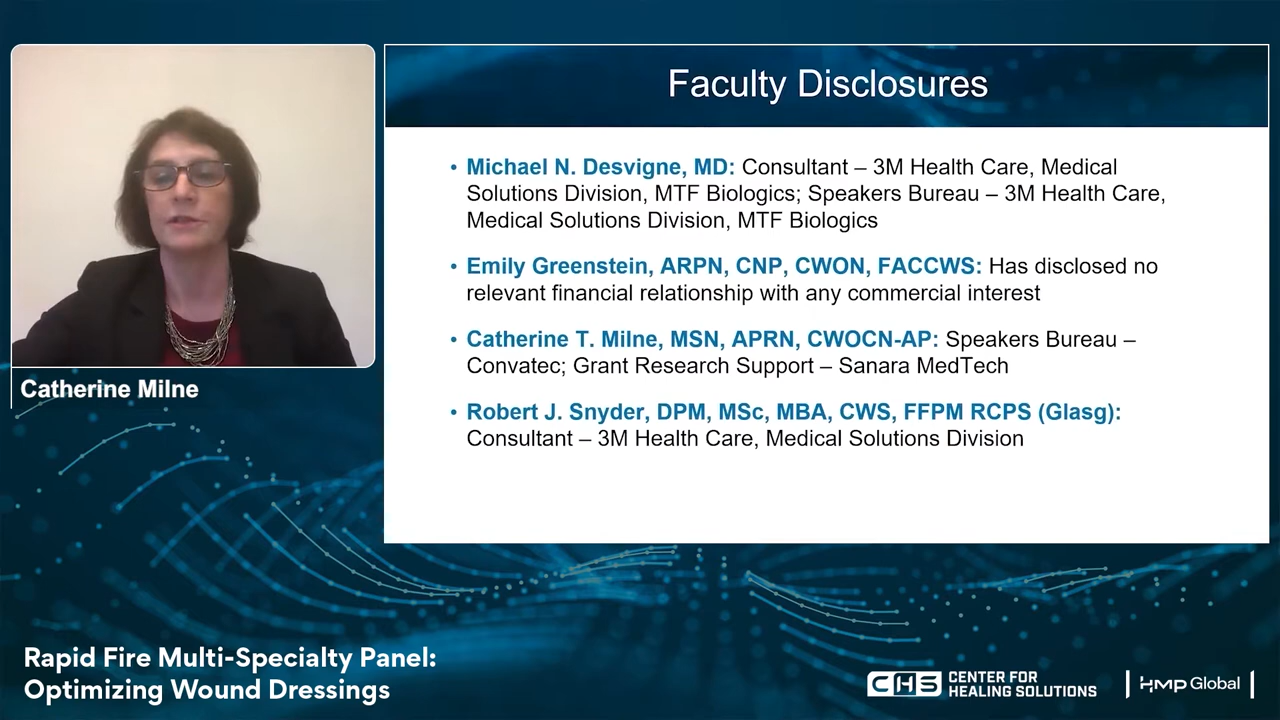 Faculty Disclosures
• Michael N. Desvigne, MD: Consultant – 3M Health Care, Medical
Solutions Division, MTF Biologics; Speakers Bureau – 3M Health Care,
Medical Solutions Division, MTF Biologics
• Emily Greenstein, ARPN, CNP, CWON, FACCWS: Has disclosed no
relevant financial relationship with any commercial interest
• Catherine T. Milne, MSN, APRN, CWOCN-AP: Speakers Bureau –
Convatec; Grant Research Support – Sanara MedTech
• Robert J. Snyder, DPM, MSc, MBA, CWS, FFPM RCPS (Glasg):
Consultant – 3M Health Care, Medical Solutions Division
Catherine Milne
Rapid Fire Multi-Specialty Panel:
Optimizing Wound Dressings
CHS CENTER FOR
HEALING SOLUTIONS
HMP Global